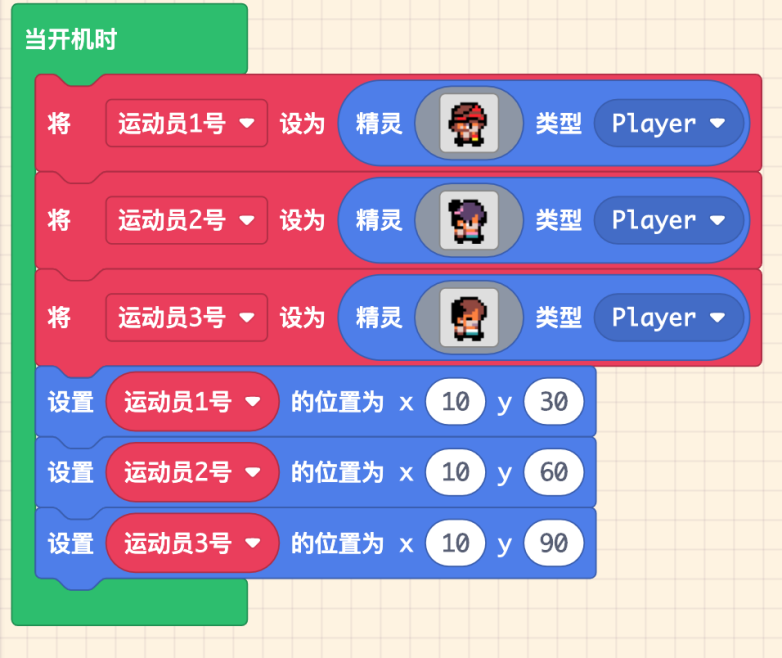 当开机时
将 运动员1号 设为 精灵 类型 Player
将 运动员2号 设为 精灵 类型 Player
将 运动员3号 设为 精灵 类型 Player
设置 运动员1号 的位置为 x 10 y 30
设置 运动员2号 的位置为 x 10 y 60
设置 运动员3号 的位置为 x 10 y 90